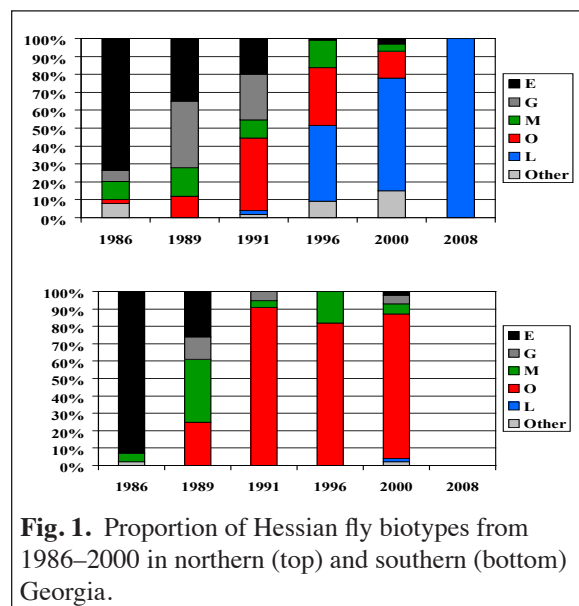 100%
90%
80%
70%
60%
50%
40%
30%
20%
10%
0%
1986 1989 1991 1996 2000 2008
E
G
M
O
L
Other
100%
90%
80%
70%
60%
50%
40%
30%
20%
10%
0%
1986 1989 1991 1996 2000 2008
E
G
M
O
L
Other
Fig. 1. Proportion of Hessian fly biotypes from
1986–2000 in northern (top) and southern (bottom)
Georgia.